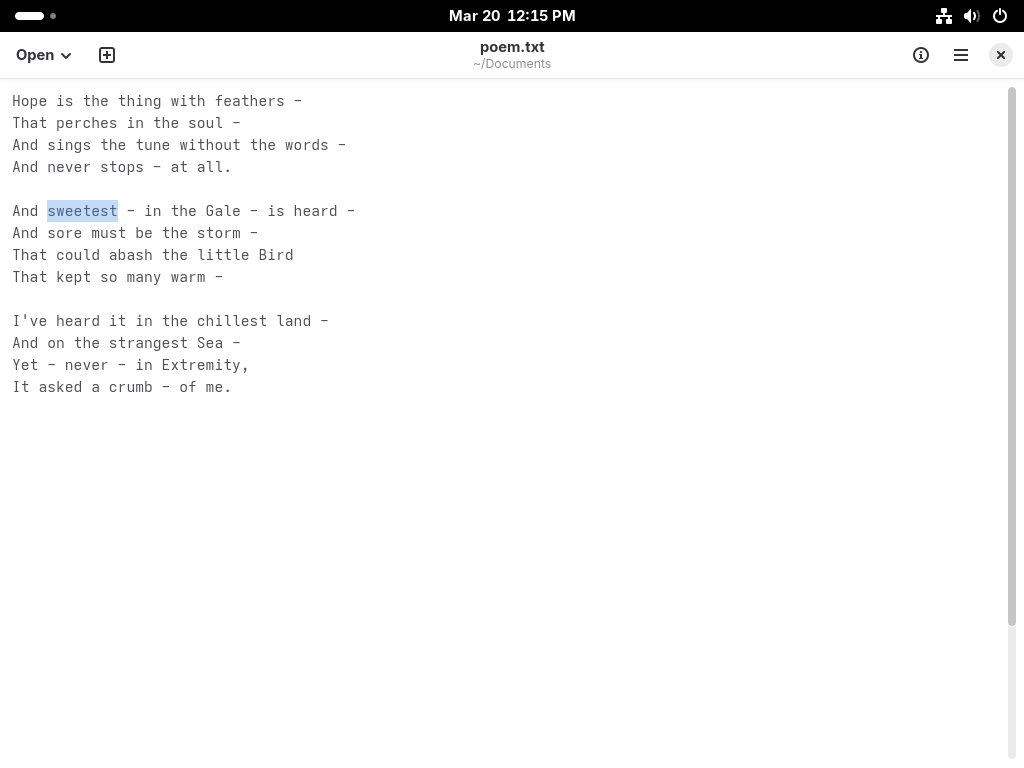 Mar 20 12:15 PM
Open
poem.txt
~/Documents
Hope is the thing with feathers –
That perches in the soul –
And sings the tune without the words –
And never stops – at all.
And sweetest – in the Gale – is heard –
And sore must be the storm –
That could abash the little Bird
That kept so many warm –
I've heard it in the chillest land –
And on the strangest Sea –
Yet – never – in Extremity,
It asked a crumb – of me.